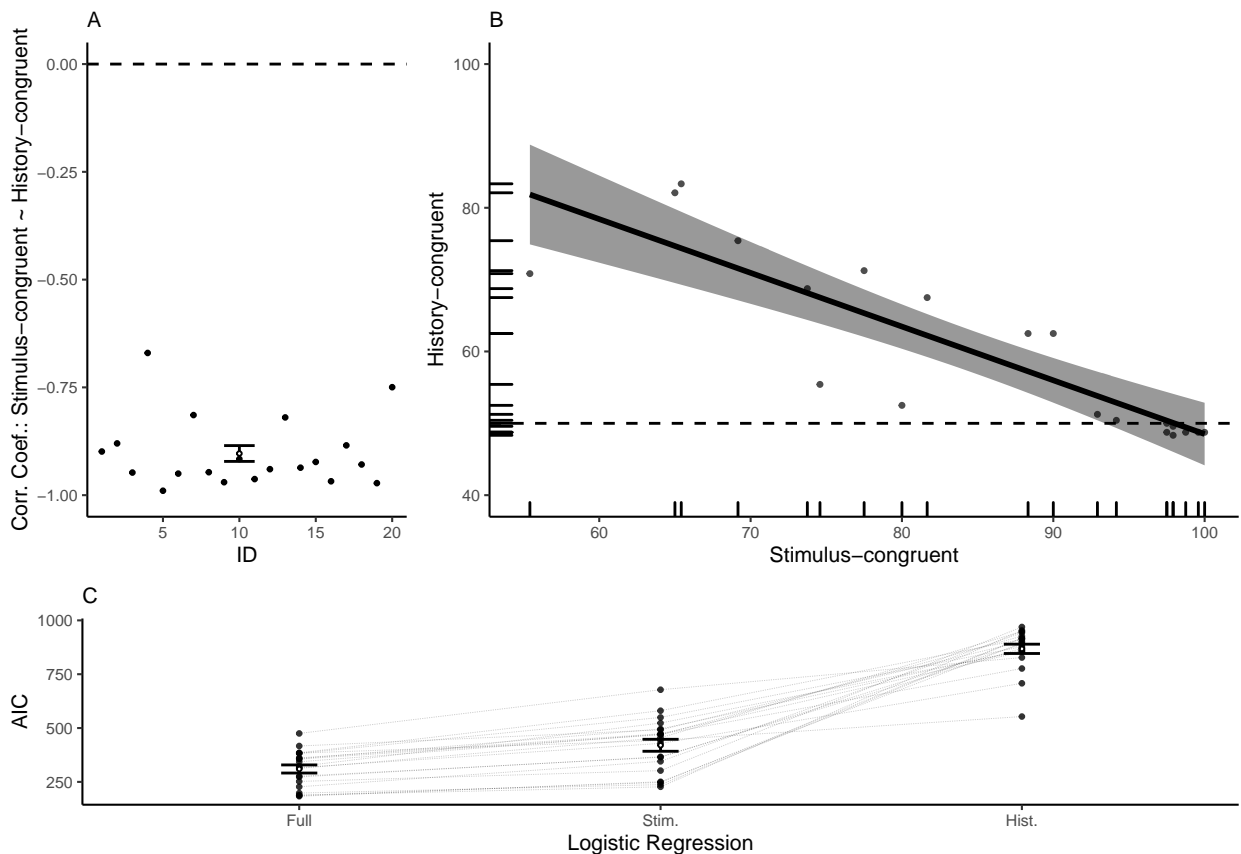 A
Corr. Coef.: Stimulus−congruent ~ History−congruent
0.00
−0.25
−0.50
−0.75
−1.00
5
10
15
20
ID
B
History−congruent
100
80
60
40
60
70
80
90
100
Stimulus−congruent
C
AIC
1000
750
500
250
Full
Stim.
Hist.
Logistic Regression